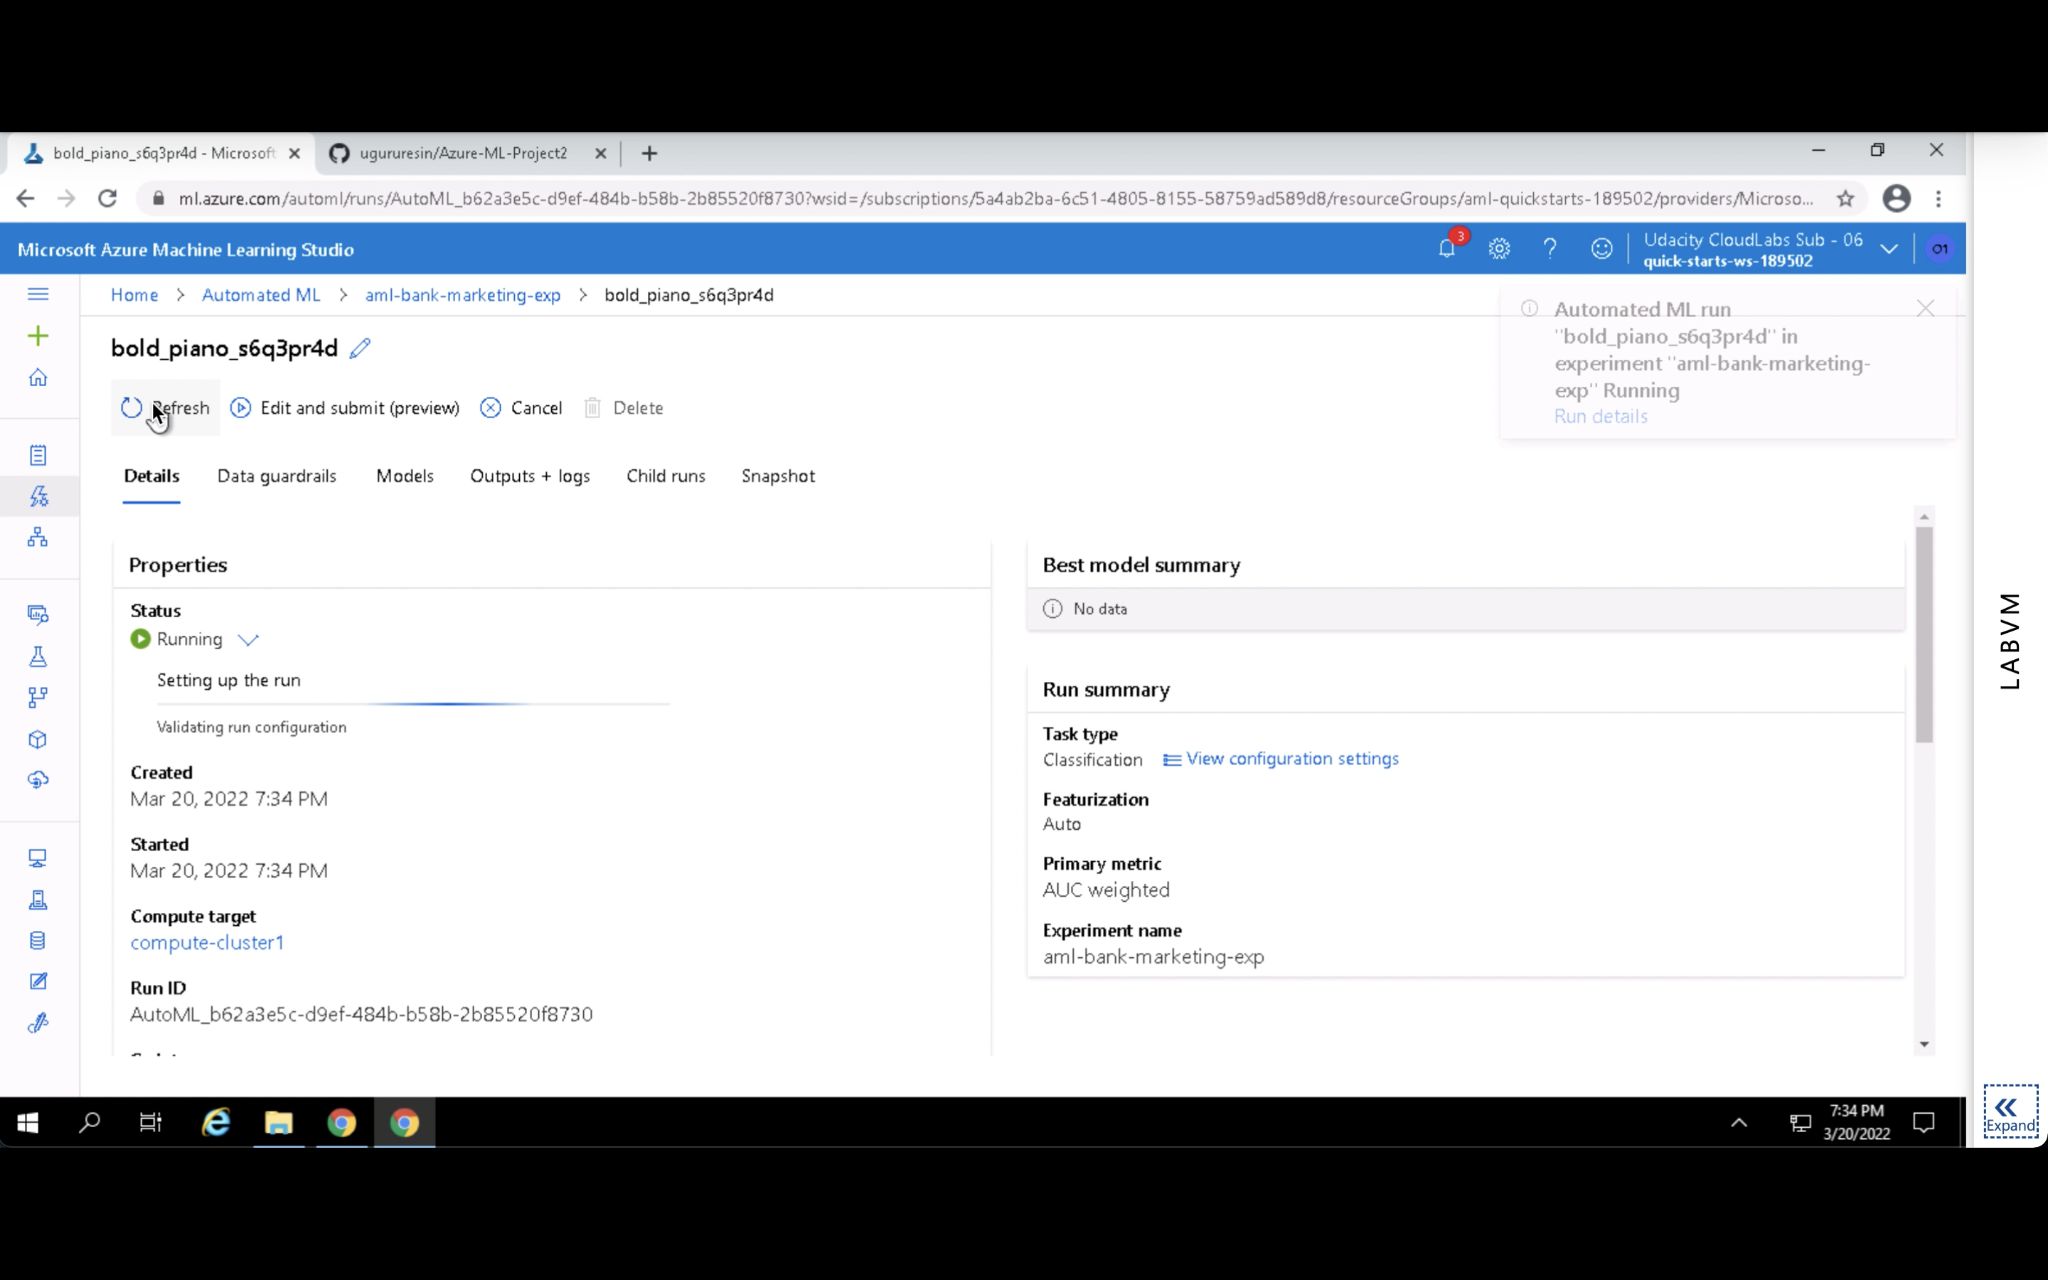 bold_piano_s6q3pr4d - Microsoft
ugururesin/Azure-ML-Project2
ml.azure.com/automl/runs/AutoML_b62a3e5c-d9ef-484b-b58b-2b85520f8730?wsid=/subscriptions/5a4ab2ba-6c51-4805-8155-58759ad589d8/resourceGroups/aml-quickstarts-189502/providers/Microso...
Microsoft Azure Machine Learning Studio
3
Udacity CloudLabs Sub - 06
quick-starts-ws-189502
01
Home > Automated ML > aml-bank-marketing-exp > bold_piano_s6q3pr4d
Automated ML run
"bold_piano_s6q3pr4d" in
experiment "aml-bank-marketing-
exp" Running
Run details
bold_piano_s6q3pr4d
Refresh Edit and submit (preview) Cancel Delete
Details Data guardrails Models Outputs + logs Child runs Snapshot
Properties
Status
Running
Setting up the run
Validating run configuration
Created
Mar 20, 2022 7:34 PM
Started
Mar 20, 2022 7:34 PM
Compute target
compute-cluster1
Run ID
AutoML_b62a3e5c-d9ef-484b-b58b-2b85520f8730
Best model summary
No data
Run summary
Task type
Classification View configuration settings
Featurization
Auto
Primary metric
AUC weighted
Experiment name
aml-bank-marketing-exp
LABVM
Expand
7:34 PM
3/20/2022